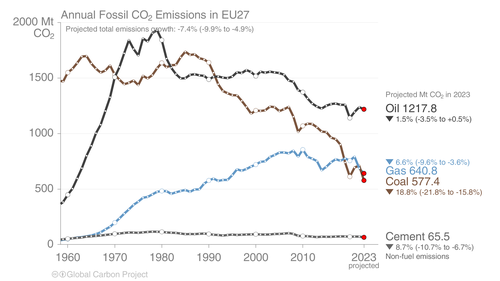 Annual Fossil CO₂ Emissions in EU27
2000 Mt
CO₂
Projected total emissions growth: -7.4% (-9.9% to -4.9%)
1500
1000
500
0
1960
1970
1980
1990
2000
2010
2023
projected
Projected Mt CO₂ in 2023
Oil 1217.8
▼ 1.5% (-3.5% to +0.5%)
▼ 6.6% (-9.6% to -3.6%)
Gas 640.8
Coal 577.4
▼ 18.8% (-21.8% to -15.8%)
Cement 65.5
▼ 8.7% (-10.7% to -6.7%)
Non-fuel emissions
Global Carbon Project